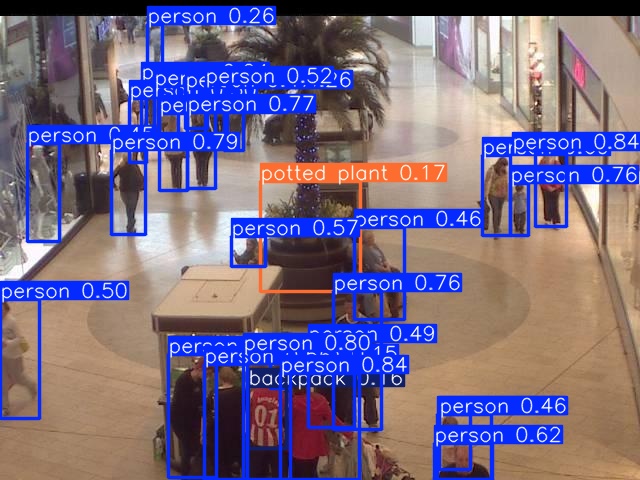 person 0.26
person 0.52
person 0.77
person 0.45
person 0.79
person 0.84
person 0.76
potted plant 0.17
person 0.57
person 0.46
person 0.76
person 0.50
person 0.49
person 0.80
person 0.84
backpack 0.16
01
person 0.46
person 0.62